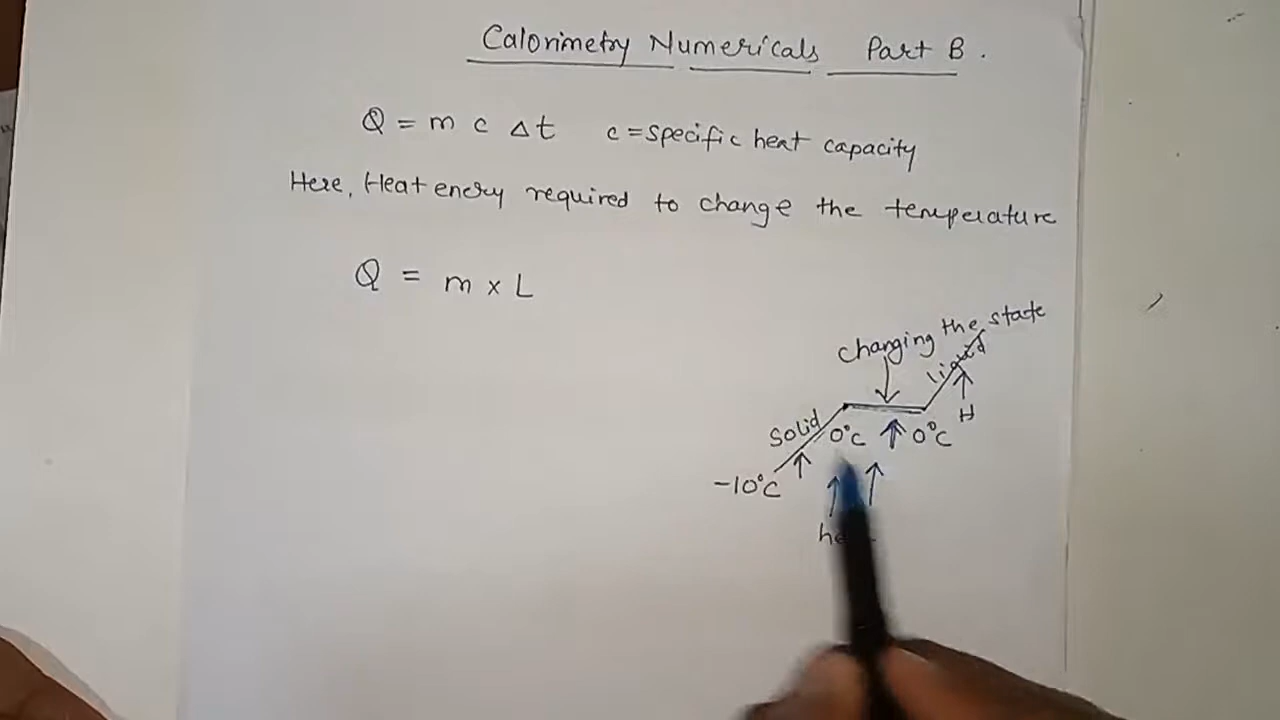 Calorimetry Numericals Part B.
Q = m c Δt c = specific heat capacity
Here, Heat enery required to change the temperature
Q = m × L
changing the state
liquid
Solid
0°C
0°C
H
-10°C